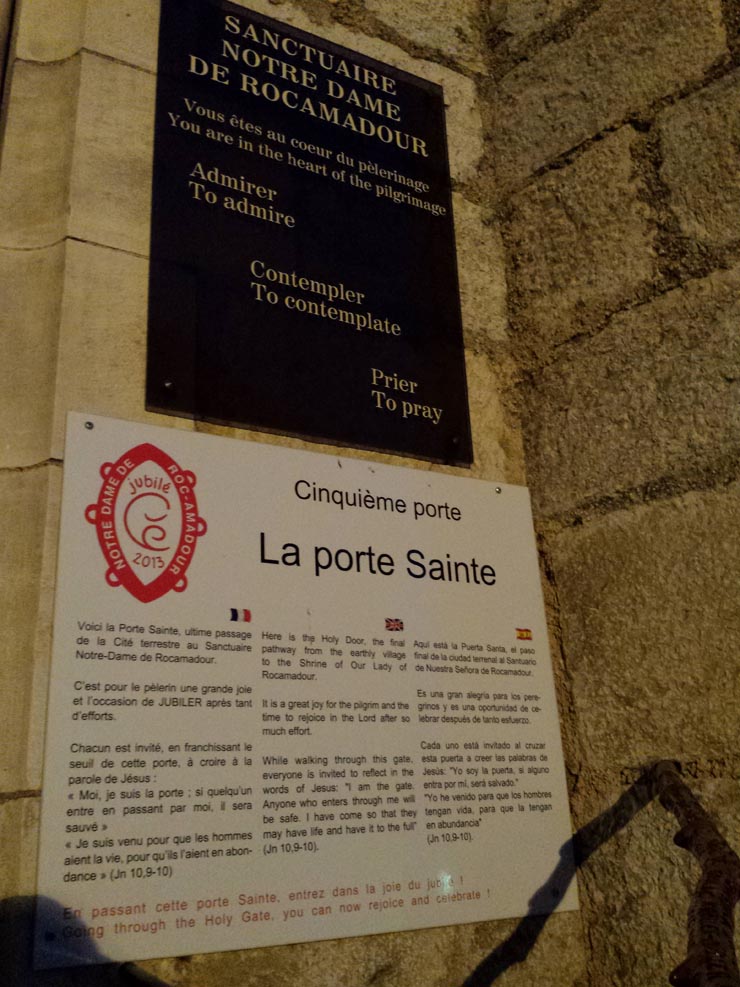 SANCTUAIRE
NOTRE DAME
DE ROCAMADOUR
Vous êtes au coeur du pèlerinage
You are in the heart of the pilgrimage
Admirer
To admire
Contempler
To contemplate
Prier
To pray
NOTRE DAME DE ROC-AMADOUR
jubilé
2013
Cinquième porte
La porte Sainte
Voici la Porte Sainte, ultime passage
de la Cité terrestre au Sanctuaire
Notre-Dame de Rocamadour.
C'est pour le pèlerin une grande joie
et l'occasion de JUBILER après tant
d'efforts.
Chacun est invité, en franchissant le
seuil de cette porte, à croire à la
parole de Jésus :
« Moi, je suis la porte ; si quelqu'un
entre en passant par moi, il sera
sauvé »
« Je suis venu pour que les hommes
aient la vie, pour qu'ils l'aient en abon-
dance » (Jn 10,9-10)
Here is the Holy Door, the final
pathway from the earthly village
to the Shrine of Our Lady of
Rocamadour.
It is a great joy for the pilgrim and the
time to rejoice in the Lord after so
much effort.
While walking through this gate,
everyone is invited to reflect in the
words of Jesus: "I am the gate.
Anyone who enters through me will
be safe. I have come so that they
may have life and have it to the full"
(Jn 10,9-10).
Aqui está la Puerta Santa, el paso
final de la ciudad terrenal al Santuario
de Nuestra Señora de Rocamadour.
Es una gran alegria para los pere-
grinos y es una oportunidad de ce-
lebrar después de tanto esfuerzo.
Cada uno está invitado al cruzar
esta puerta a creer las palabras de
Jesús: "Yo soy la puerta, si alguno
entra por mi, será salvado."
"Yo he venido para que los hombres
tengan vida, para que la tengan
en abundancia"
(Jn 10,9-10).
En passant cette porte Sainte, entrez dans la joie du jubilé !
Going through the Holy Gate, you can now rejoice and celebrate !